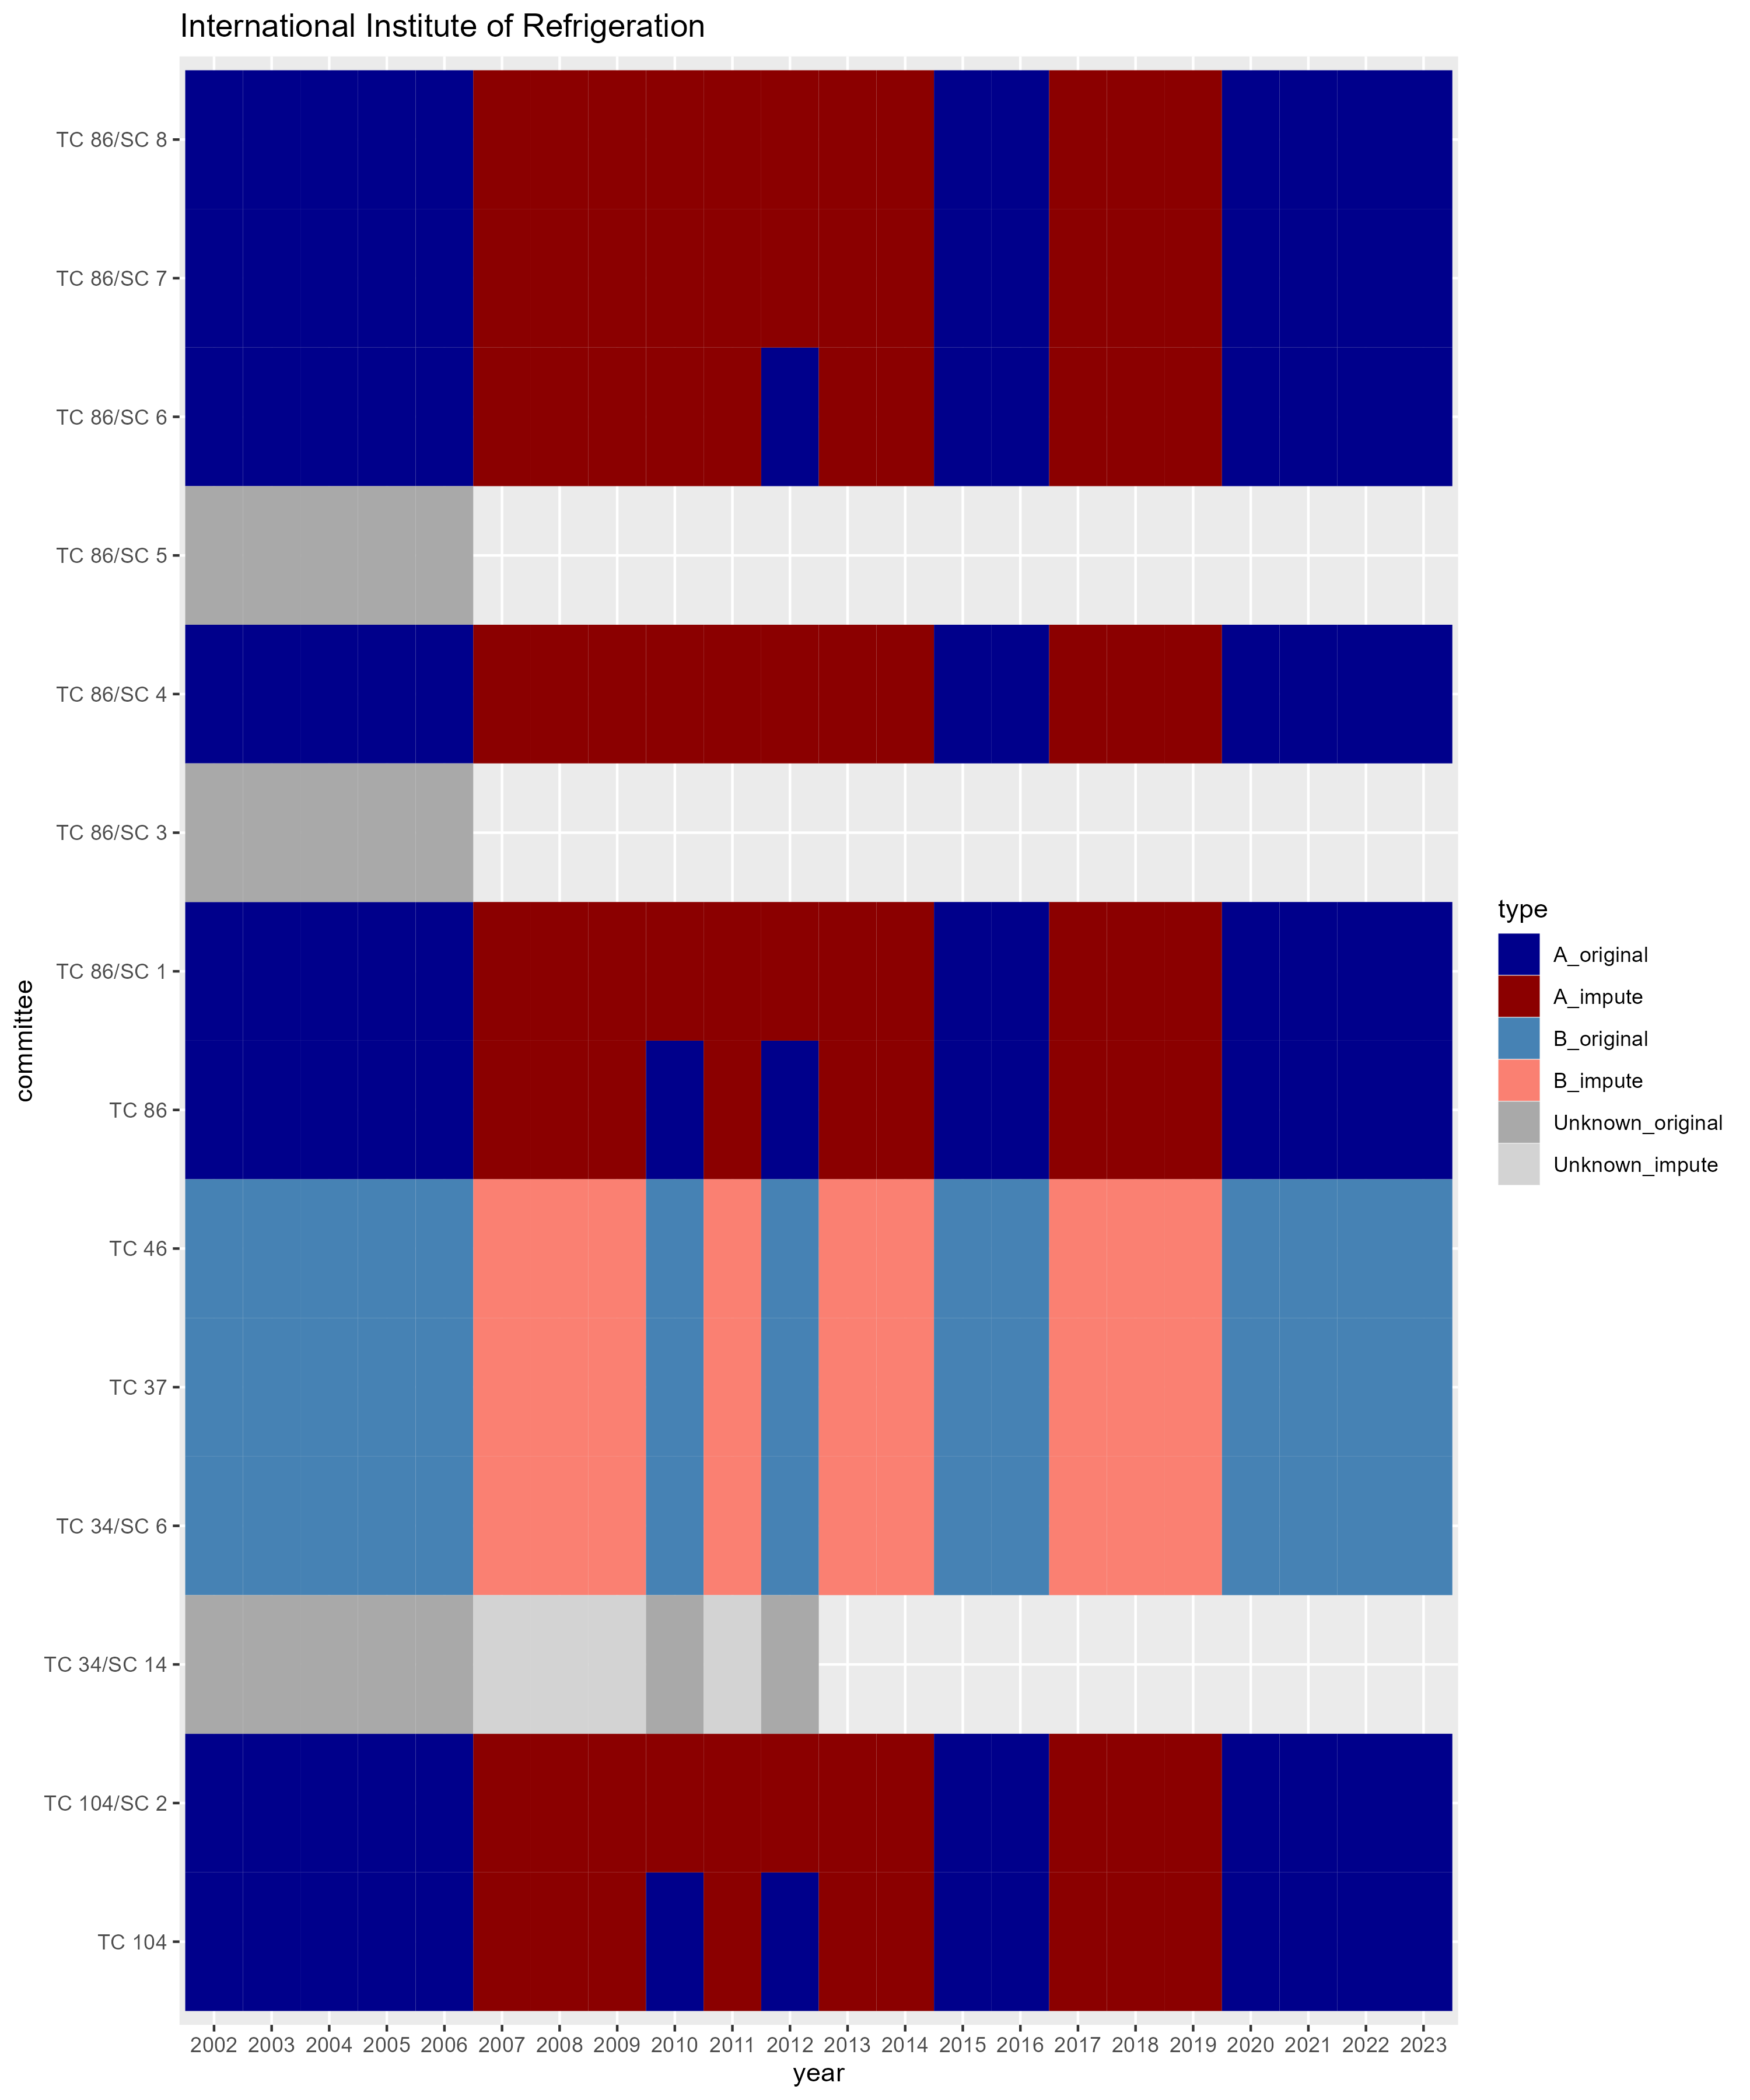 International Institute of Refrigeration
TC 86/SC 8
TC 86/SC 7
TC 86/SC 6
TC 86/SC 5
TC 86/SC 4
TC 86/SC 3
TC 86/SC 1
TC 86
TC 46
TC 37
TC 34/SC 6
TC 34/SC 14
TC 104/SC 2
TC 104
committee
2002 2003 2004 2005 2006 2007 2008 2009 2010 2011 2012 2013 2014 2015 2016 2017 2018 2019 2020 2021 2022 2023
year
type
A_original
A_impute
B_original
B_impute
Unknown_original
Unknown_impute